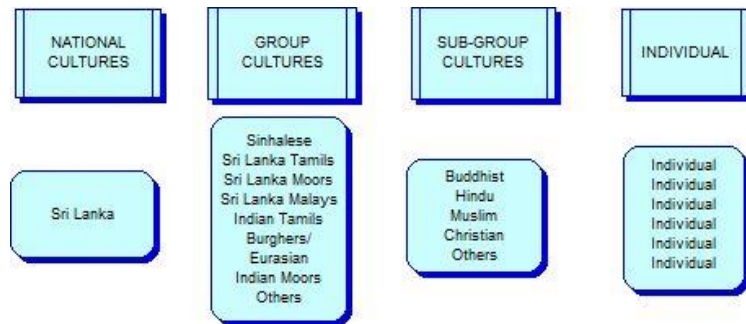 NATIONAL
CULTURES
GROUP
CULTURES
SUB-GROUP
CULTURES
INDIVIDUAL
Sri Lanka
Sinhalese
Sri Lanka Tamils
Sri Lanka Moors
Sri Lanka Malays
Indian Tamils
Burghers/
Eurasian
Indian Moors
Others
Buddhist
Hindu
Muslim
Christian
Others
Individual
Individual
Individual
Individual
Individual
Individual